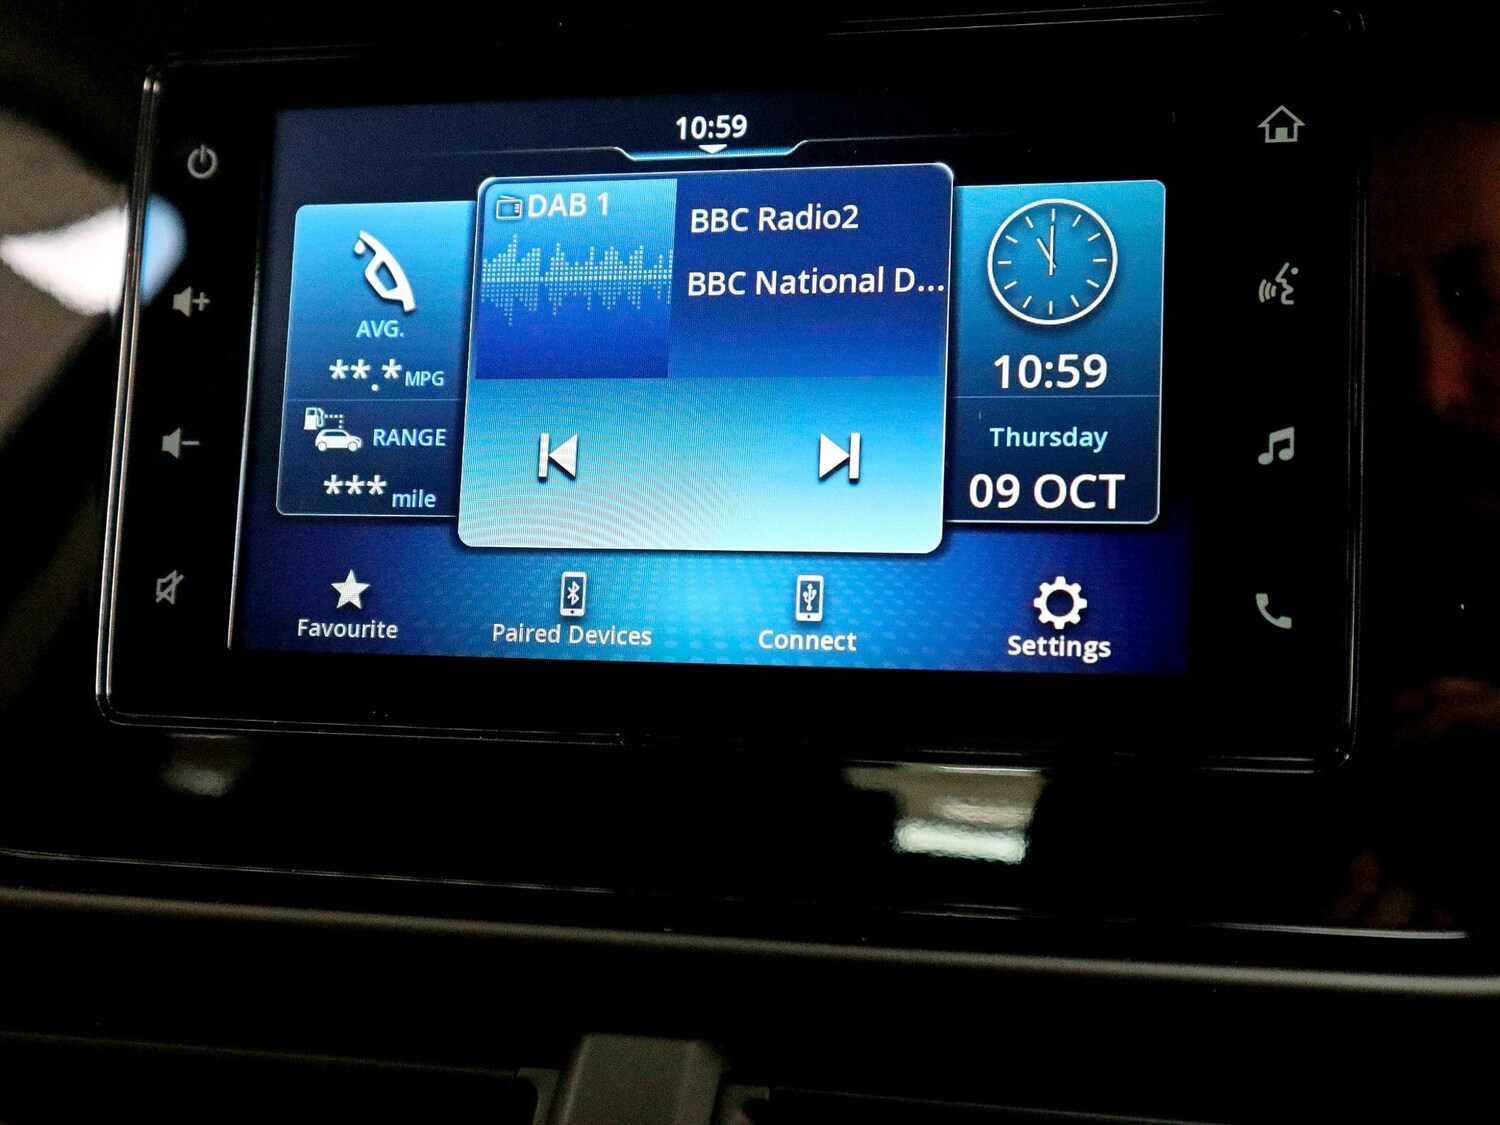 10:59
DAB 1
BBC Radio2
BBC National D...
AVG.
**.* MPG
RANGE
*** mile
10:59
Thursday
09 OCT
Favourite
Paired Devices
Connect
Settings